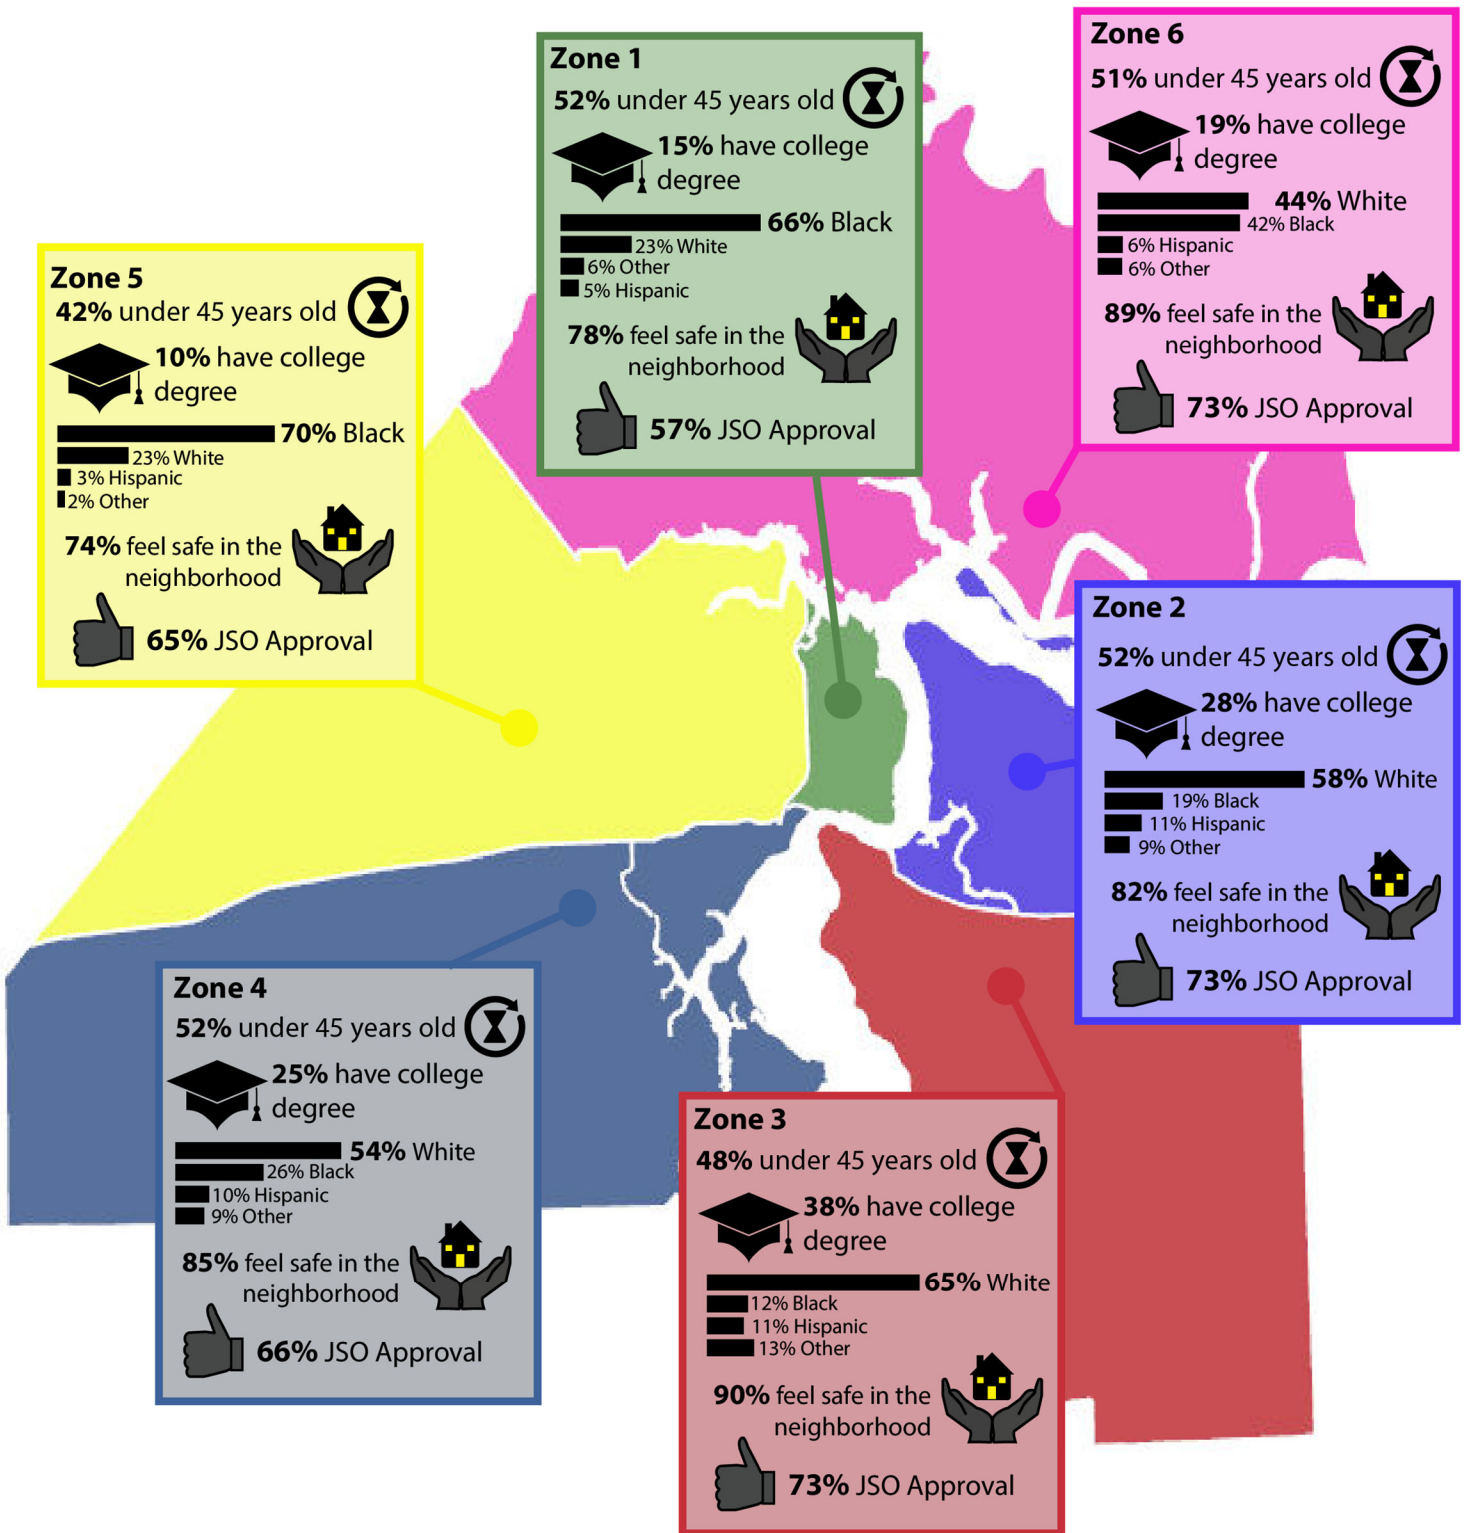 Zone 6
51% under 45 years old
19% have college
degree
44% White
42% Black
6% Hispanic
6% Other
89% feel safe in the
neighborhood
73% JSO Approval
Zone 1
52% under 45 years old
15% have college
degree
66% Black
23% White
6% Other
5% Hispanic
78% feel safe in the
neighborhood
57% JSO Approval
Zone 5
42% under 45 years old
10% have college
degree
70% Black
23% White
3% Hispanic
2% Other
74% feel safe in the
neighborhood
65% JSO Approval
Zone 2
52% under 45 years old
28% have college
degree
58% White
19% Black
11% Hispanic
9% Other
82% feel safe in the
neighborhood
73% JSO Approval
Zone 4
52% under 45 years old
25% have college
degree
54% White
26% Black
10% Hispanic
9% Other
85% feel safe in the
neighborhood
66% JSO Approval
Zone 3
48% under 45 years old
38% have college
degree
65% White
12% Black
11% Hispanic
13% Other
90% feel safe in the
neighborhood
73% JSO Approval